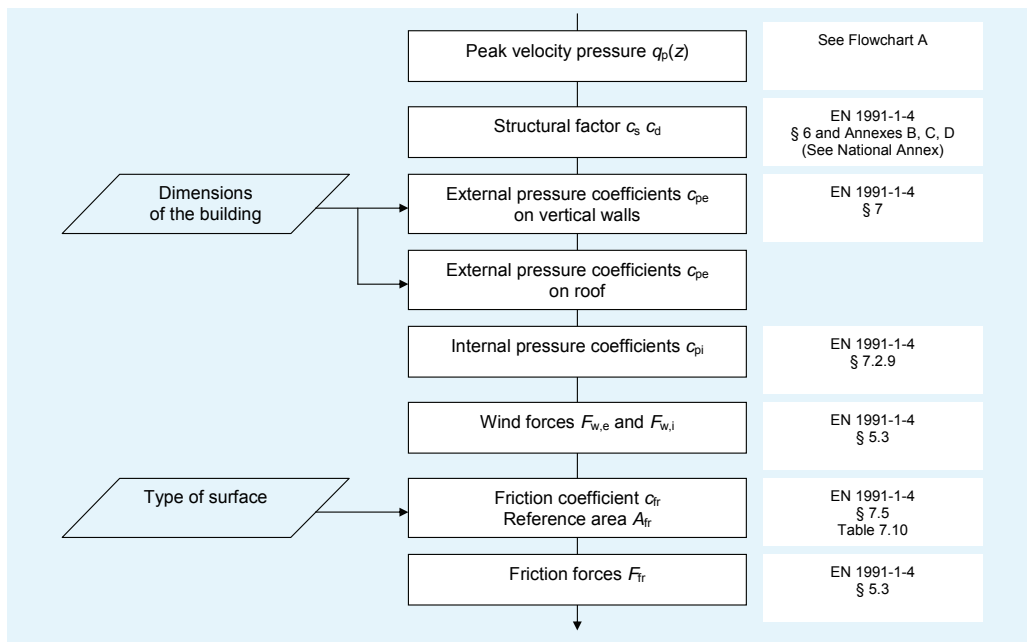 Peak velocity pressure qp(z)
See Flowchart A
Structural factor cs cd
EN 1991-1-4
§ 6 and Annexes B, C, D
(See National Annex)
Dimensions
of the building
External pressure coefficients cpe
on vertical walls
EN 1991-1-4
§ 7
External pressure coefficients cpe
on roof
Internal pressure coefficients cpi
EN 1991-1-4
§ 7.2.9
Wind forces Fw,e and Fw,i
EN 1991-1-4
§ 5.3
Type of surface
Friction coefficient cfr
Reference area Afr
EN 1991-1-4
§ 7.5
Table 7.10
Friction forces Ffr
EN 1991-1-4
§ 5.3